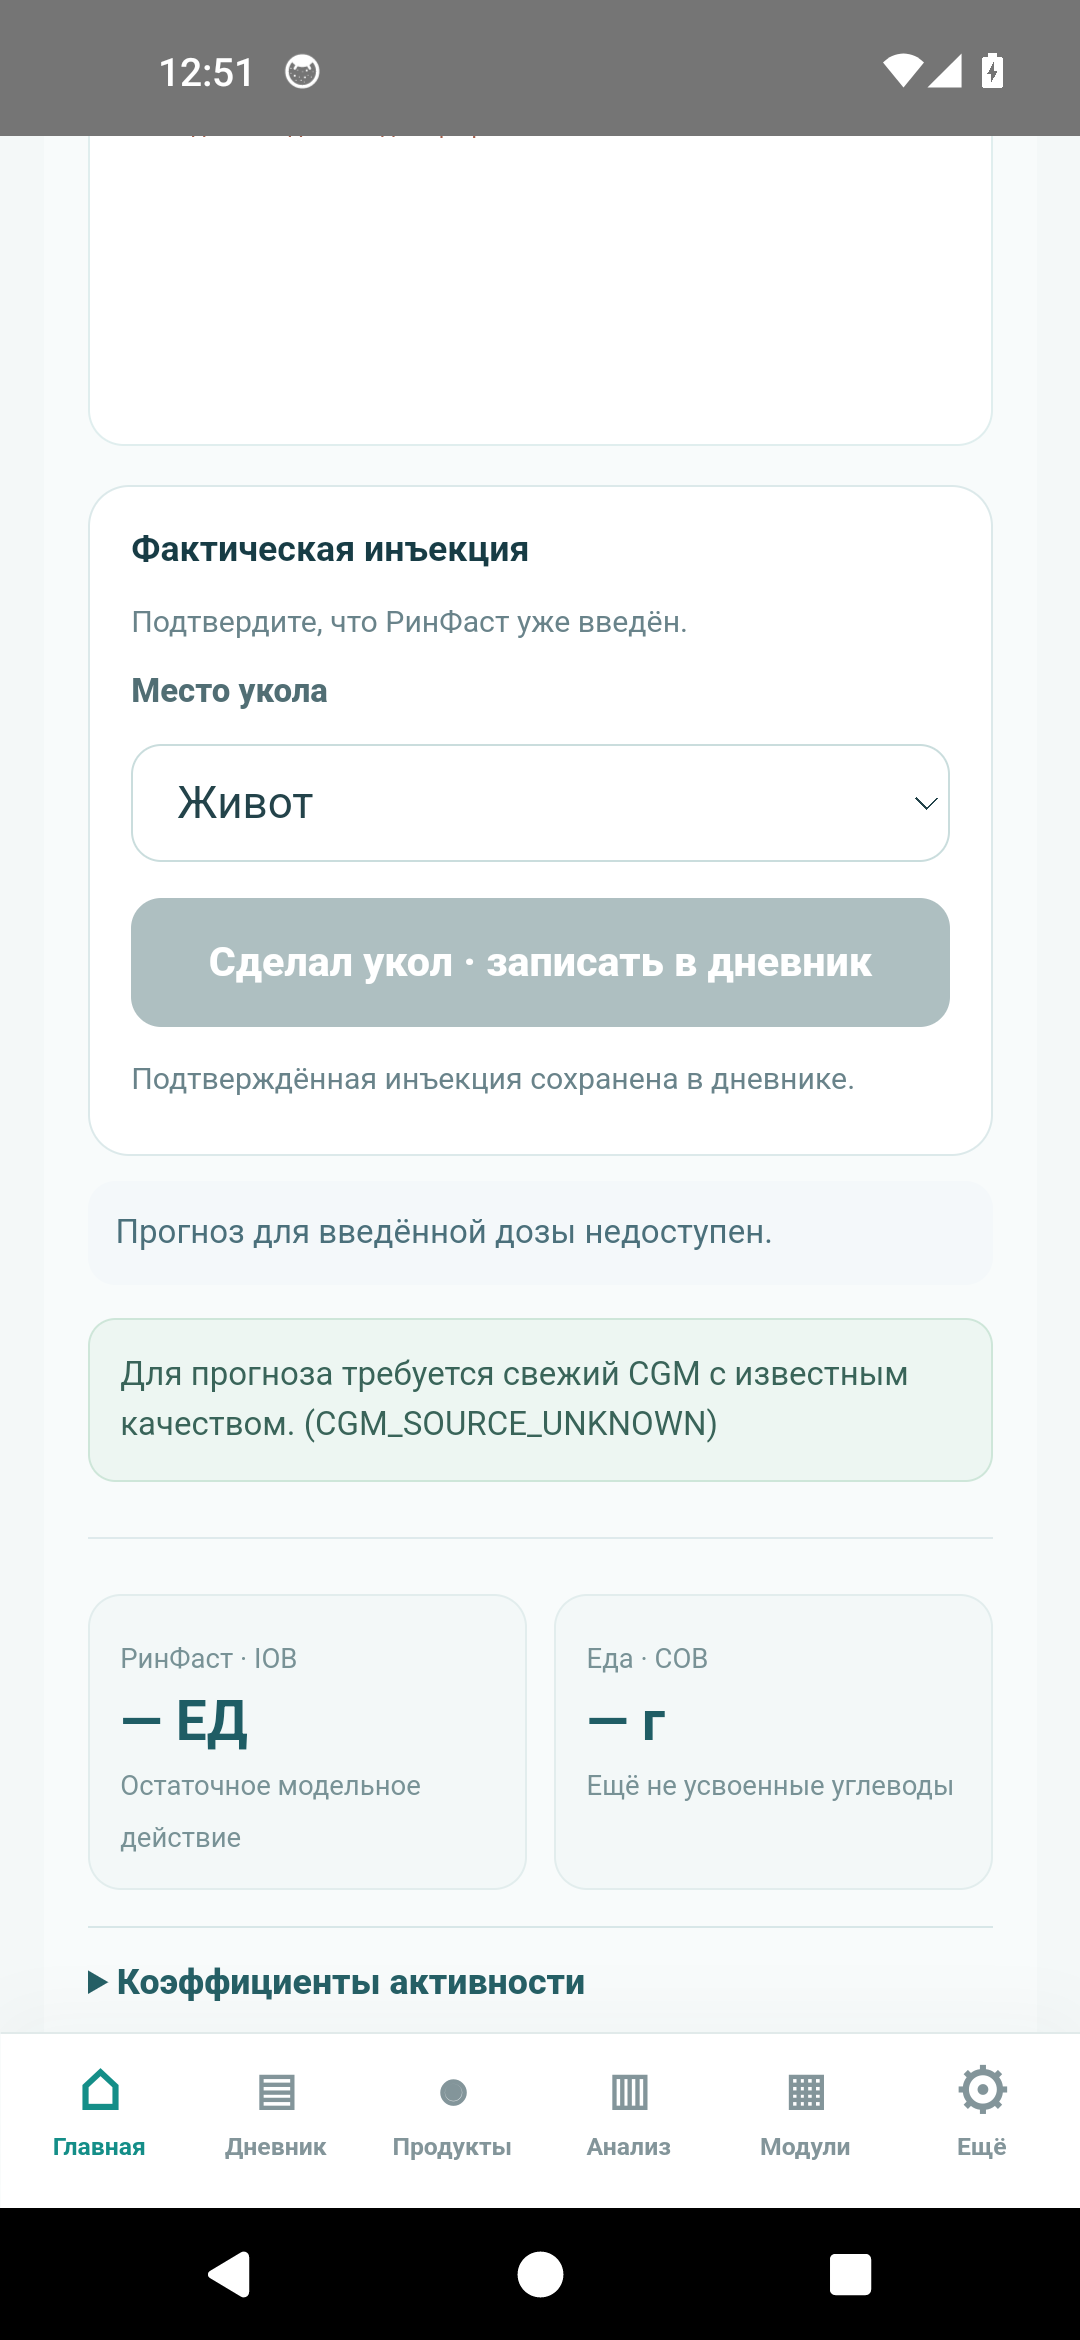 12:51
Фактическая инъекция
Подтвердите, что РинФаст уже введён.
Место укола
Живот
Сделал укол · записать в дневник
Подтверждённая инъекция сохранена в дневнике.
Прогноз для введённой дозы недоступен.
Для прогноза требуется свежий CGM с известным
качеством. (CGM_SOURCE_UNKNOWN)
РинФаст · IOB
— ЕД
Остаточное модельное
действие
Еда · COB
— г
Ещё не усвоенные углеводы
Коэффициенты активности
Главная
Дневник
Продукты
Анализ
Модули
Ещё